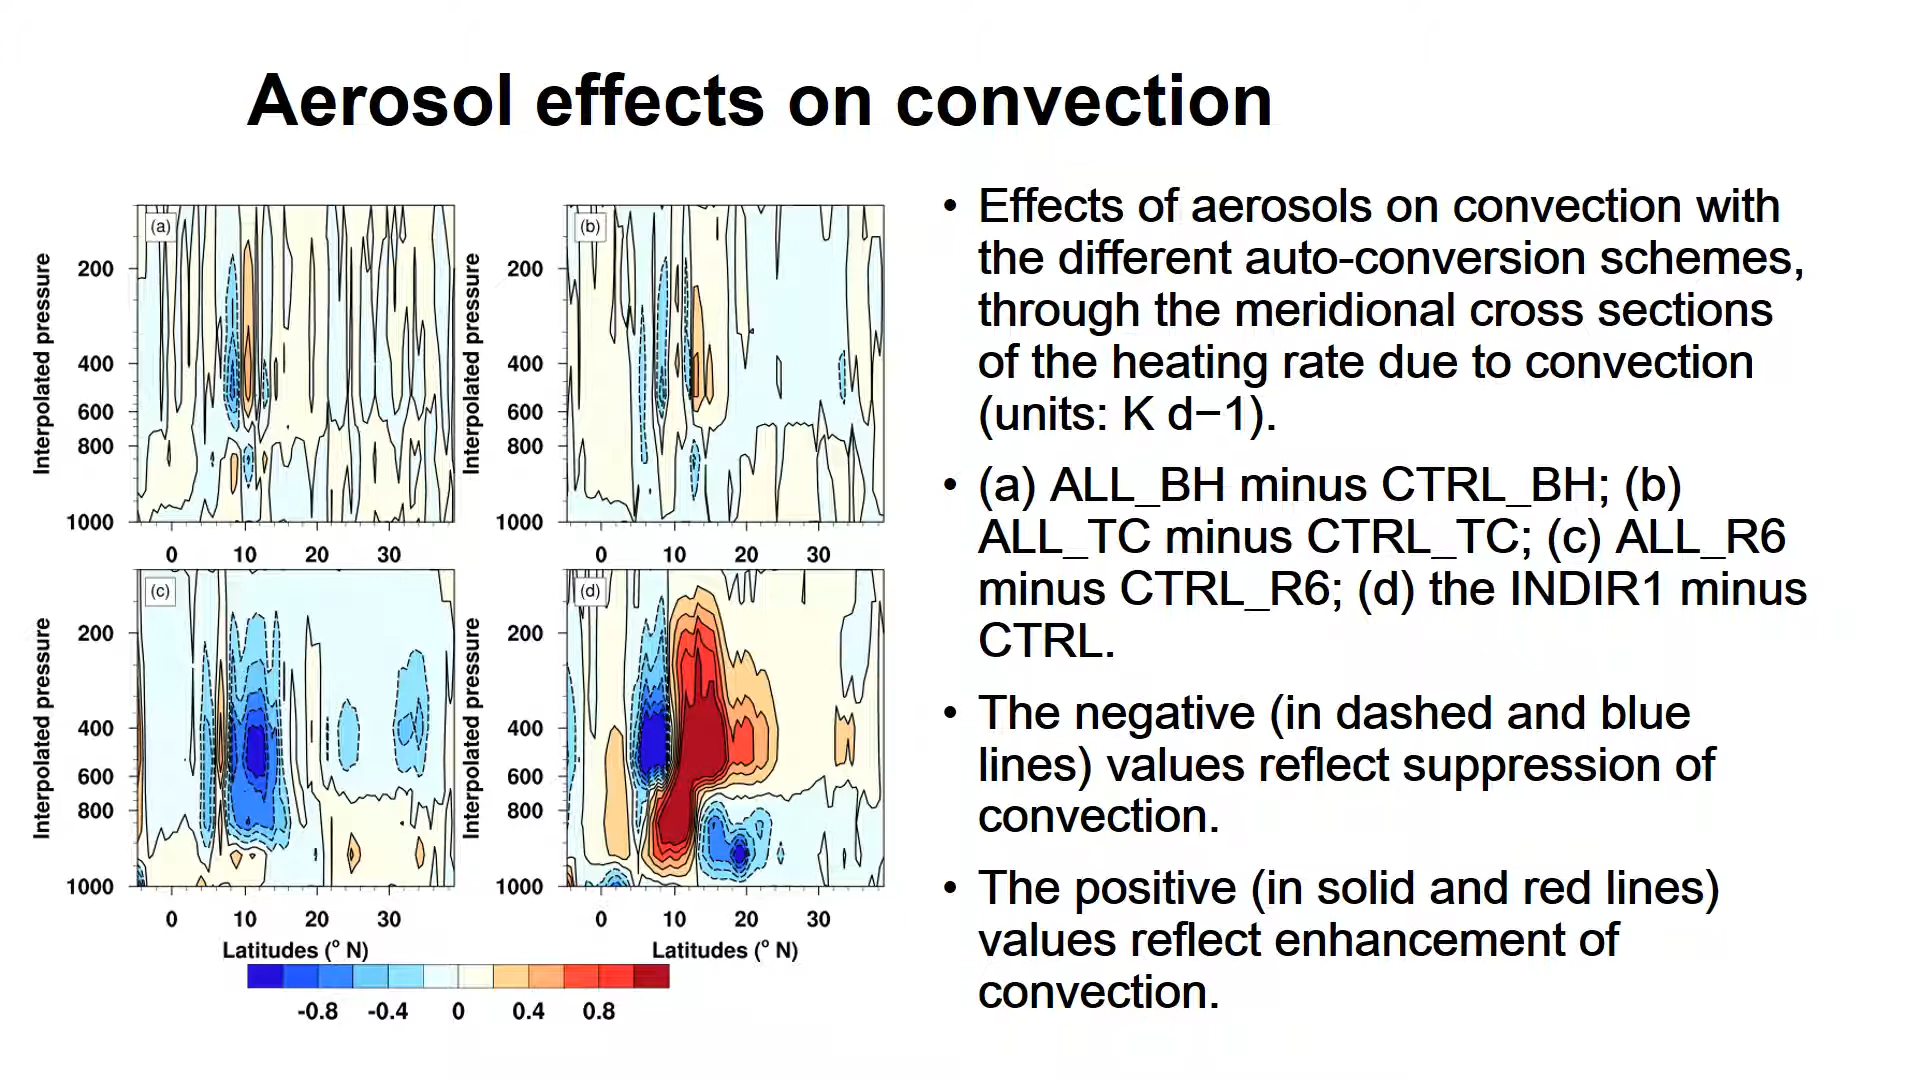 Aerosol effects on convection
(a)
(b)
Interpolated pressure
200
400
600
800
1000
0 10 20 30
Interpolated pressure
200
400
600
800
1000
0 10 20 30
(c)
(d)
Interpolated pressure
200
400
600
800
1000
0 10 20 30
Latitudes (° N)
Interpolated pressure
200
400
600
800
1000
0 10 20 30
Latitudes (° N)
-0.8 -0.4 0 0.4 0.8
• Effects of aerosols on convection with
the different auto-conversion schemes,
through the meridional cross sections
of the heating rate due to convection
(units: K d−1).
• (a) ALL_BH minus CTRL_BH; (b)
ALL_TC minus CTRL_TC; (c) ALL_R6
minus CTRL_R6; (d) the INDIR1 minus
CTRL.
• The negative (in dashed and blue
lines) values reflect suppression of
convection.
• The positive (in solid and red lines)
values reflect enhancement of
convection.